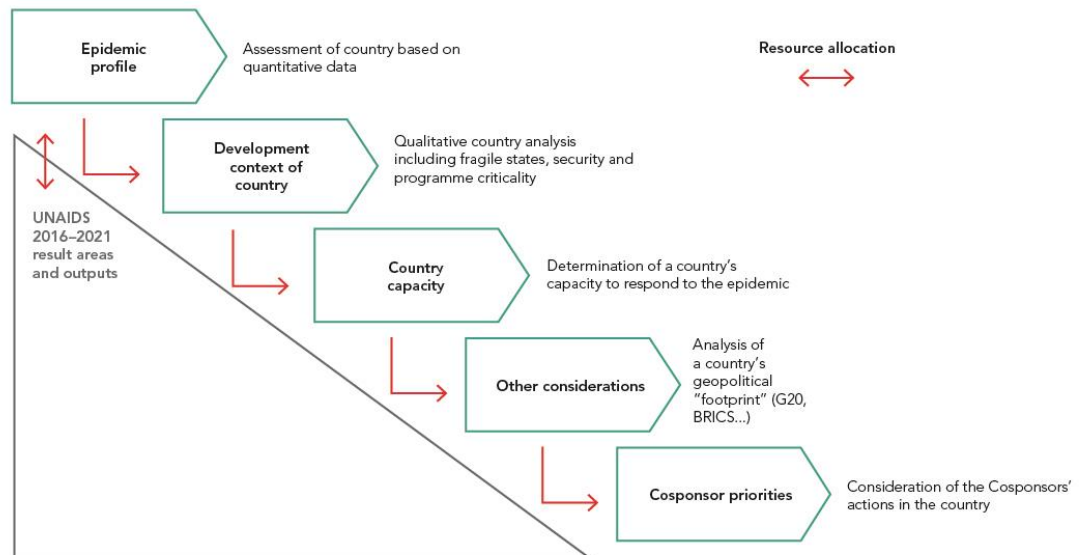 Epidemic
profile
Assessment of country based on
quantitative data
Resource allocation
Development
context of
country
Qualitative country analysis
including fragile states, security and
programme criticality
UNAIDS
2016–2021
result areas
and outputs
Country
capacity
Determination of a country’s
capacity to respond to the epidemic
Other considerations
Analysis of
a country’s
geopolitical
“footprint” (G20,
BRICS...)
Cosponsor priorities
Consideration of the Cosponsors’
actions in the country